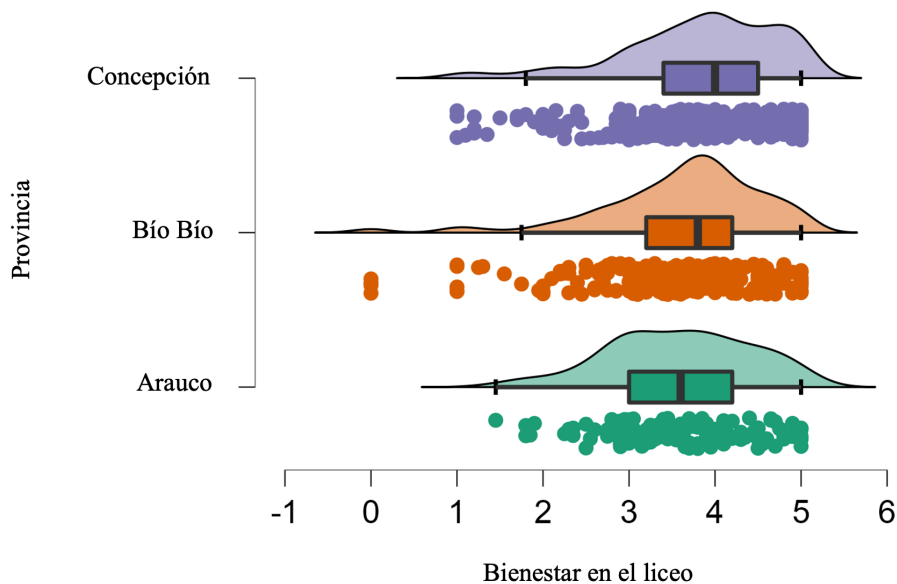 Concepción
Provincia
Bío Bío
Arauco
-1 0 1 2 3 4 5 6
Bienestar en el liceo